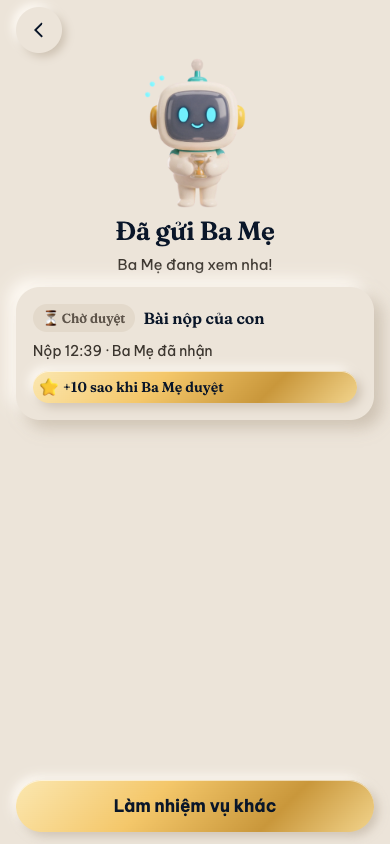 Đã gửi Ba Mẹ
Ba Mẹ đang xem nha!
Chờ duyệt Bài nộp của con
Nộp 12:39 · Ba Mẹ đã nhận
+10 sao khi Ba Mẹ duyệt
Làm nhiệm vụ khác